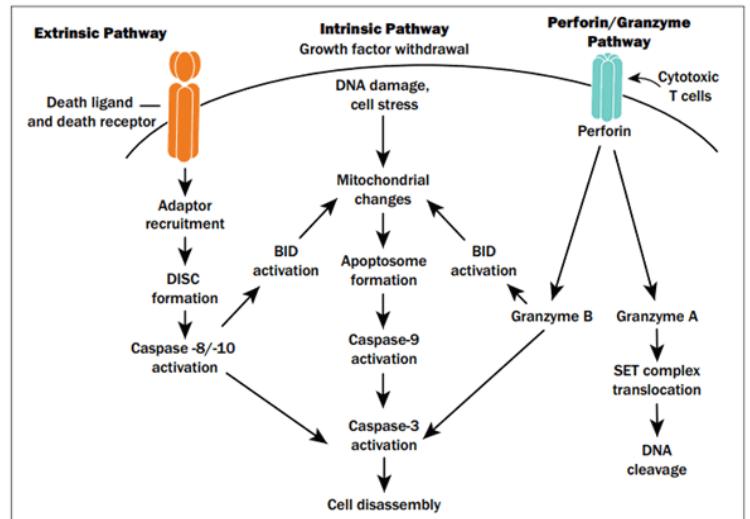 Extrinsic Pathway
Death ligand
and death receptor
Adaptor
recruitment
DISC
formation
Caspase -8/-10
activation
BID
activation
Intrinsic Pathway
Growth factor withdrawal
DNA damage,
cell stress
Mitochondrial
changes
Apoptosome
formation
Caspase-9
activation
Caspase-3
activation
Cell disassembly
Perforin/Granzyme
Pathway
Cytotoxic
T cells
Perforin
BID
activation
Granzyme B
Granzyme A
SET complex
translocation
DNA
cleavage